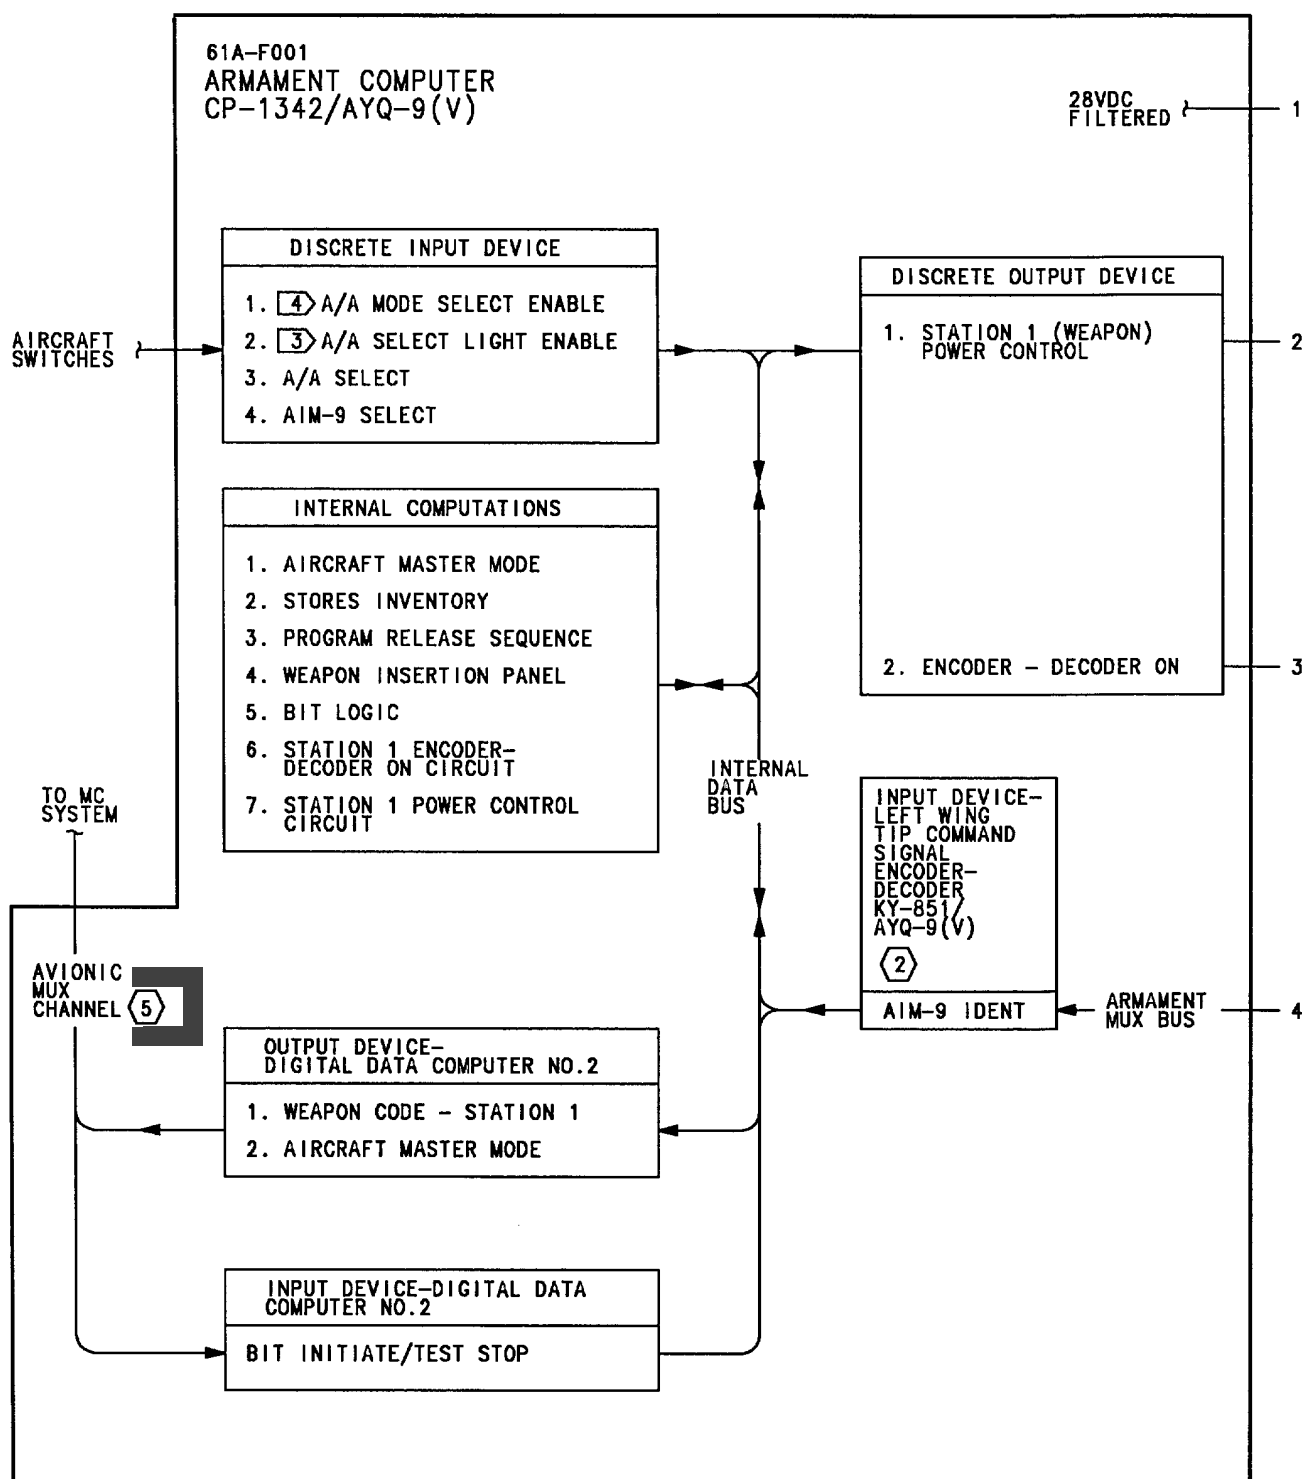 61A-F001
ARMAMENT COMPUTER
CP-1342/AYQ-9(V)
28VDC
FILTERED
1
DISCRETE INPUT DEVICE
1. 4 A/A MODE SELECT ENABLE
2. 3 A/A SELECT LIGHT ENABLE
3. A/A SELECT
4. AIM-9 SELECT
AIRCRAFT
SWITCHES
DISCRETE OUTPUT DEVICE
1. STATION 1 (WEAPON)
POWER CONTROL
2
2. ENCODER - DECODER ON
3
INTERNAL COMPUTATIONS
1. AIRCRAFT MASTER MODE
2. STORES INVENTORY
3. PROGRAM RELEASE SEQUENCE
4. WEAPON INSERTION PANEL
5. BIT LOGIC
6. STATION 1 ENCODER-
DECODER ON CIRCUIT
7. STATION 1 POWER CONTROL
CIRCUIT
INTERNAL
DATA
BUS
TO MC
SYSTEM
INPUT DEVICE-
LEFT WING
TIP COMMAND
SIGNAL
ENCODER-
DECODER
KY-851/
AYQ-9(V)
2
AIM-9 IDENT
ARMAMENT
MUX BUS
4
AVIONIC
MUX
CHANNEL 5
OUTPUT DEVICE-
DIGITAL DATA COMPUTER NO.2
1. WEAPON CODE - STATION 1
2. AIRCRAFT MASTER MODE
INPUT DEVICE-DIGITAL DATA
COMPUTER NO.2
BIT INITIATE/TEST STOP